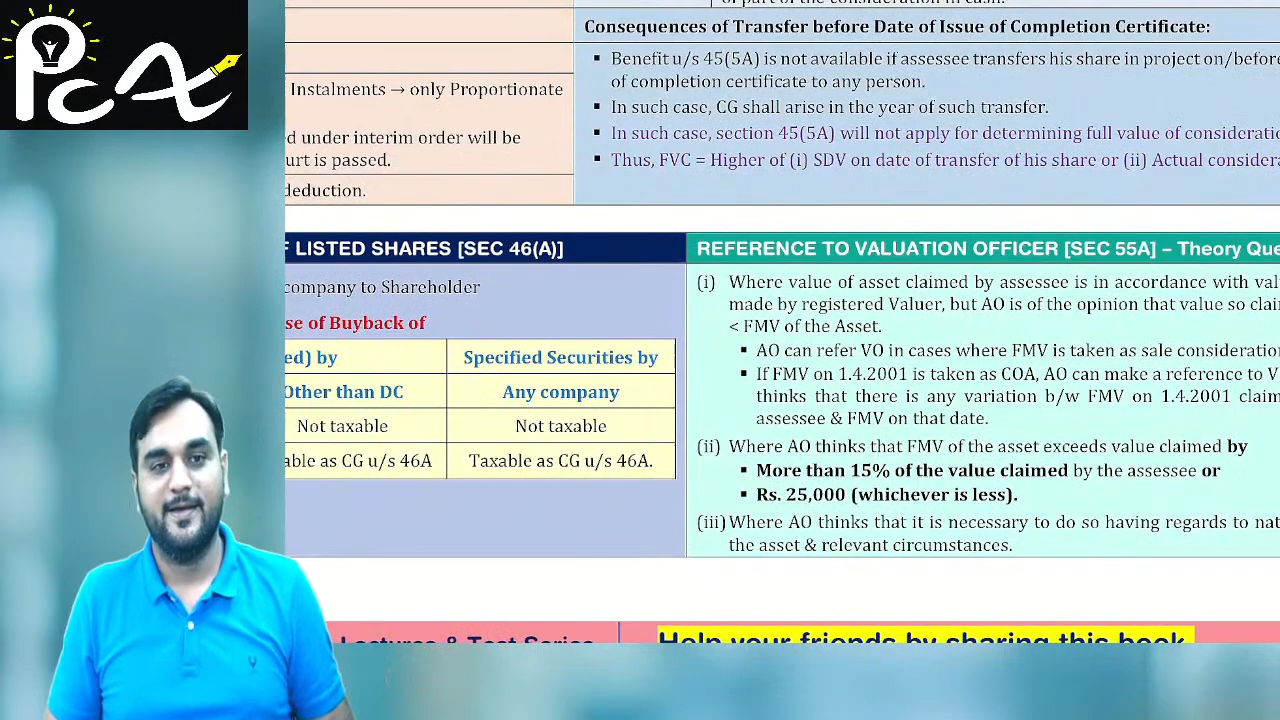 PCA
of part of the consideration in cash.
Consequences of Transfer before Date of Issue of Completion Certificate:
▪ Benefit u/s 45(5A) is not available if assessee transfers his share in project on/before
of completion certificate to any person.
▪ In such case, CG shall arise in the year of such transfer.
▪ In such case, section 45(5A) will not apply for determining full value of consideratio
▪ Thus, FVC = Higher of (i) SDV on date of transfer of his share or (ii) Actual considera
Instalments → only Proportionate
ed under interim order will be
urt is passed.
deduction.
F LISTED SHARES [SEC 46(A)]
company to Shareholder
se of Buyback of
ed) by Specified Securities by
Other than DC Any company
Not taxable Not taxable
able as CG u/s 46A Taxable as CG u/s 46A.
REFERENCE TO VALUATION OFFICER [SEC 55A] – Theory Que
(i) Where value of asset claimed by assessee is in accordance with val
made by registered Valuer, but AO is of the opinion that value so clai
< FMV of the Asset.
▪ AO can refer VO in cases where FMV is taken as sale consideratio
▪ If FMV on 1.4.2001 is taken as COA, AO can make a reference to V
thinks that there is any variation b/w FMV on 1.4.2001 claim
assessee & FMV on that date.
(ii) Where AO thinks that FMV of the asset exceeds value claimed by
▪ More than 15% of the value claimed by the assessee or
▪ Rs. 25,000 (whichever is less).
(iii) Where AO thinks that it is necessary to do so having regards to nat
the asset & relevant circumstances.
Lectures & Test Series
Help your friends by sharing this book